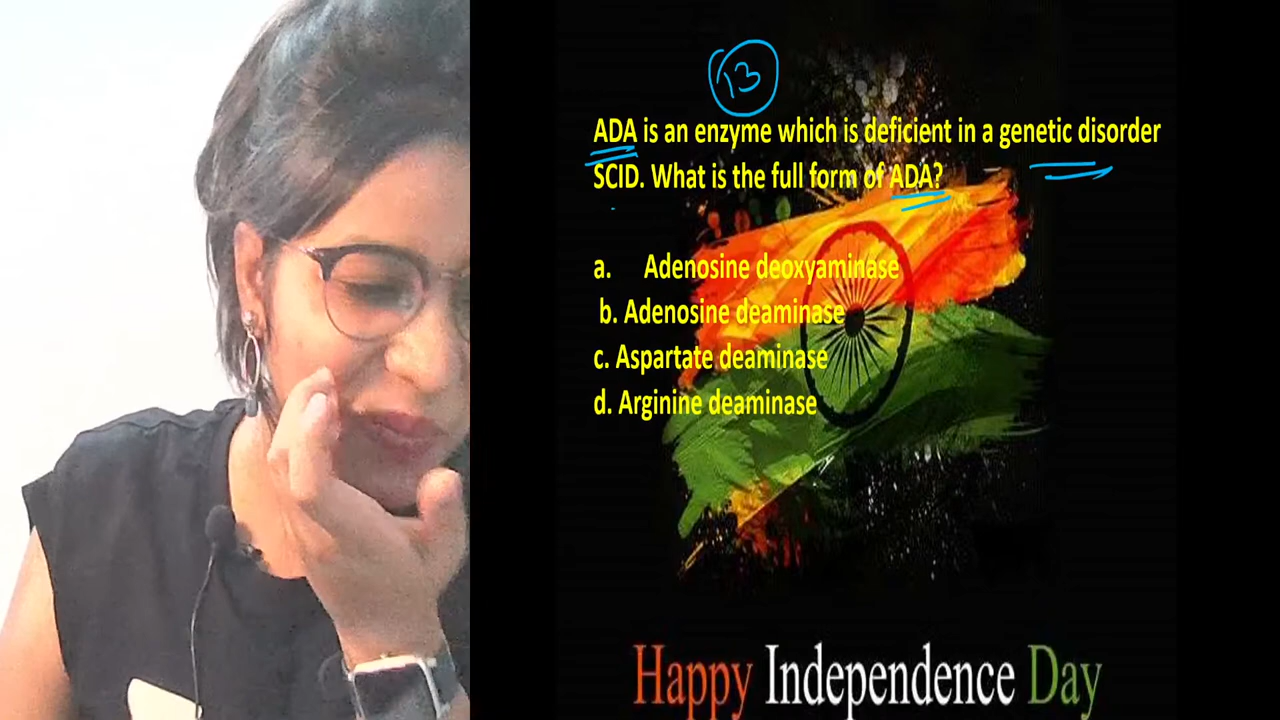 13
ADA is an enzyme which is deficient in a genetic disorder
SCID. What is the full form of ADA?
a. Adenosine deoxyaminase
b. Adenosine deaminase
c. Aspartate deaminase
d. Arginine deaminase
Happy Independence Day